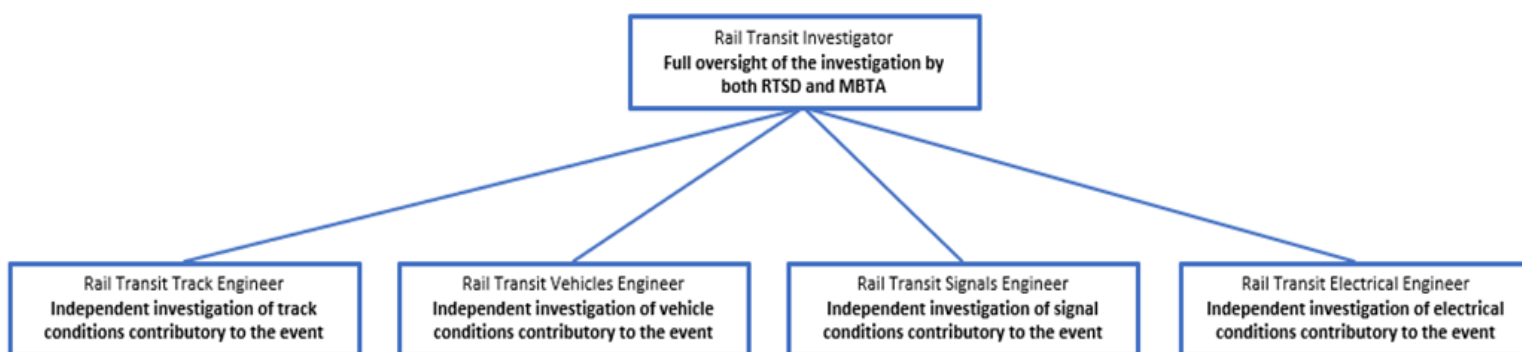 Rail Transit Investigator
Full oversight of the investigation by
both RTSD and MBTA
Rail Transit Track Engineer
Independent investigation of track
conditions contributory to the event
Rail Transit Vehicles Engineer
Independent investigation of vehicle
conditions contributory to the event
Rail Transit Signals Engineer
Independent investigation of signal
conditions contributory to the event
Rail Transit Electrical Engineer
Independent investigation of electrical
conditions contributory to the event